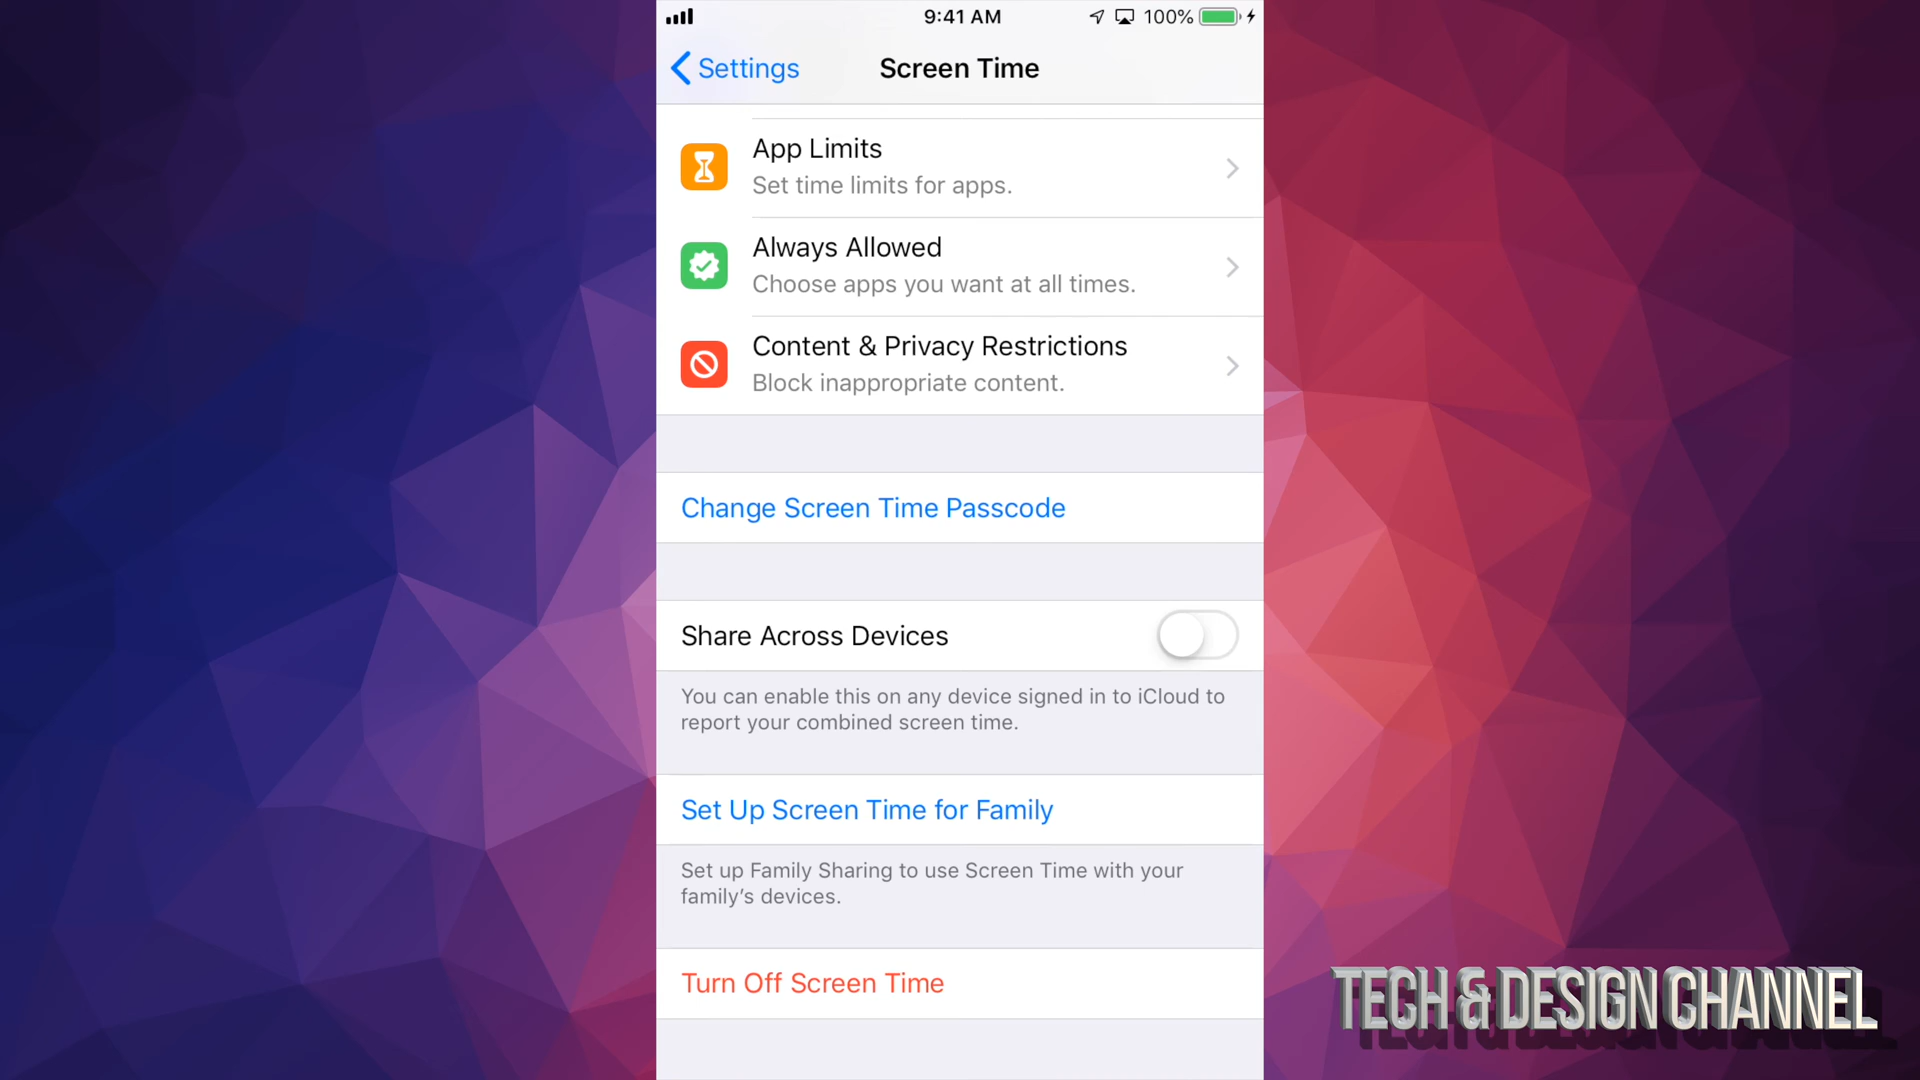 9:41 AM
100%
Settings
Screen Time
App Limits
Set time limits for apps.
Always Allowed
Choose apps you want at all times.
Content & Privacy Restrictions
Block inappropriate content.
Change Screen Time Passcode
Share Across Devices
You can enable this on any device signed in to iCloud to
report your combined screen time.
Set Up Screen Time for Family
Set up Family Sharing to use Screen Time with your
family’s devices.
Turn Off Screen Time
TECH & DESIGN CHANNEL